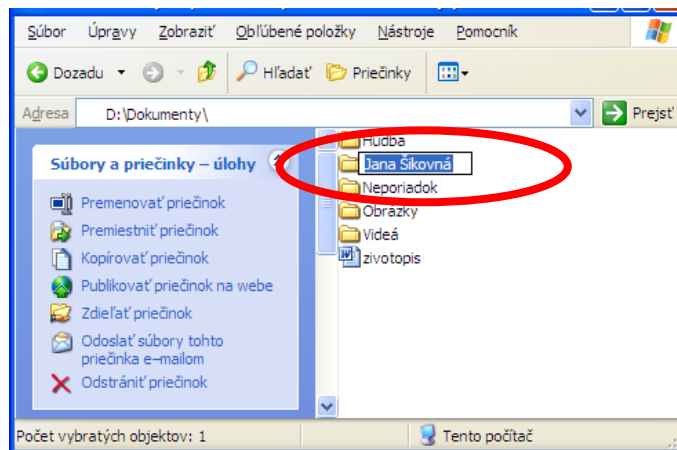 Súbor Úpravy Zobraziť Obľúbené položky Nástroje Pomocník
Dozadu Hľadať Priečinky
Adresa D:\Dokumenty\ Prejsť
Súbory a priečinky – úlohy
Premenovať priečinok
Premiestniť priečinok
Kopírovať priečinok
Publikovať priečinok na webe
Zdieľať priečinok
Odoslať súbory tohto
priečinka e–mailom
Odstrániť priečinok
Hudba
Jana Šikovná
Neporiadok
Obrázky
Videá
zivotopis
Počet vybratých objektov: 1 Tento počítač